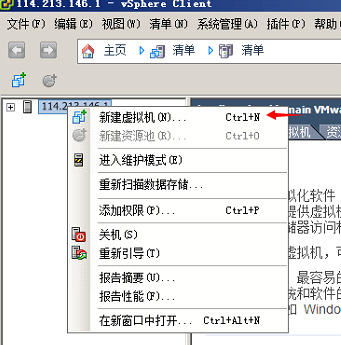 114.213.146.1 - vSphere Client
文件(F) 编辑(E) 视图(W) 清单(N) 系统管理(A) 插件(P) 帮助
主页 清单 清单
114.213.146.1
新建虚拟机(N)... Ctrl+N
新建资源池(R)... Ctrl+O
进入维护模式(E)
重新扫描数据存储...
添加权限(P)... Ctrl+P
关机(S)
重新引导(T)
报告摘要(U)...
报告性能(F)...
在新窗口中打开... Ctrl+Alt+N
main VMwa
拟机 资源
拟化软件
提供虚拟机
储器访问权
虚拟机，可
最容易的
统和软件的
如 Window